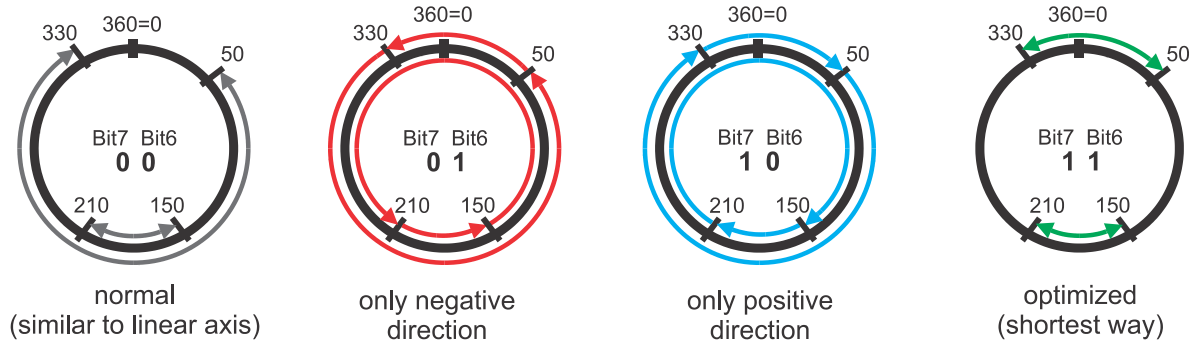 360=0
330
50
Bit7 Bit6
0 0
210
150
normal
(similar to linear axis)
360=0
330
50
Bit7 Bit6
0 1
210
150
only negative
direction
360=0
330
50
Bit7 Bit6
1 0
210
150
only positive
direction
360=0
330
50
Bit7 Bit6
1 1
210
150
optimized
(shortest way)